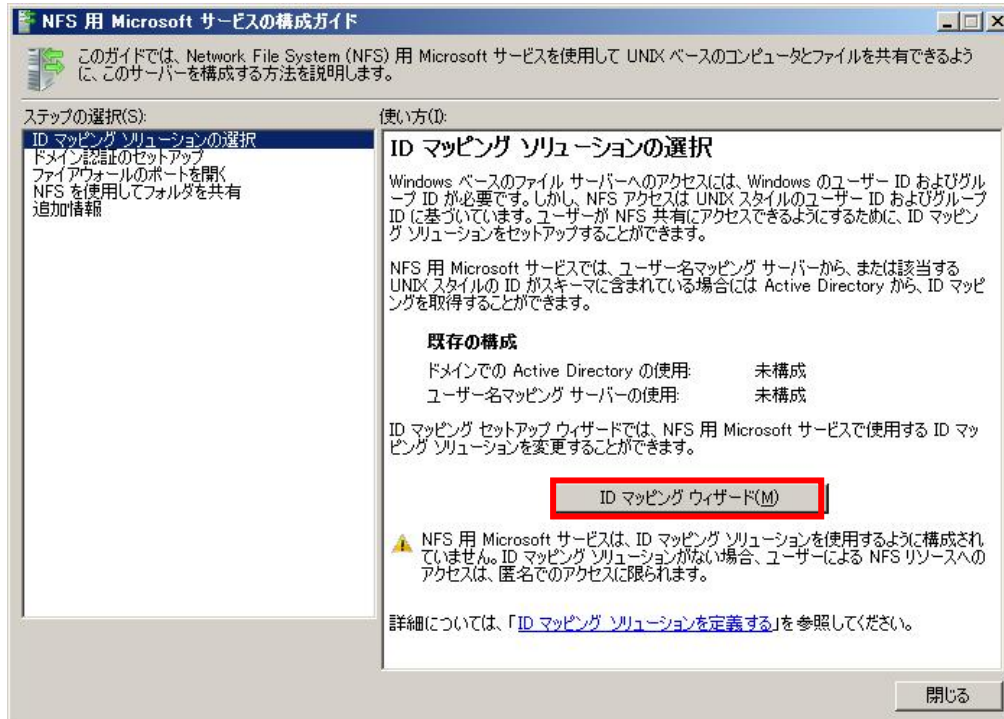 NFS 用 Microsoft サービスの構成ガイド
このガイドでは、Network File System (NFS) 用 Microsoft サービスを使用して UNIX ベースのコンピュータとファイルを共有できるよう
に、このサーバーを構成する方法を説明します。
ステップの選択(S):
ID マッピング ソリューションの選択
ドメイン認証のセットアップ
ファイアウォールのポートを開く
NFS を使用してフォルダを共有
追加情報
使い方(I):
ID マッピング ソリューションの選択
Windows ベースのファイル サーバーへのアクセスには、Windows のユーザー ID およびグル
ープ ID が必要です。しかし、NFS アクセスは UNIX スタイルのユーザー ID およびグループ
ID に基づいています。ユーザーが NFS 共有にアクセスできるようにするために、ID マッピン
グ ソリューションをセットアップすることができます。
NFS 用 Microsoft サービスでは、ユーザー名マッピング サーバーから、または該当する
UNIX スタイルの ID がスキーマに含まれている場合には Active Directory から、ID マッピ
ングを取得することができます。
既存の構成
ドメインでの Active Directory の使用: 未構成
ユーザー名マッピング サーバーの使用: 未構成
ID マッピング セットアップ ウィザードでは、NFS 用 Microsoft サービスで使用する ID マッ
ピング ソリューションを変更することができます。
ID マッピング ウィザード(M)
NFS 用 Microsoft サービスは、ID マッピング ソリューションを使用するように構成され
ていません。ID マッピング ソリューションがない場合、ユーザーによる NFS リソースへの
アクセスは、匿名でのアクセスに限られます。
詳細については、「ID マッピング ソリューションを定義する」を参照してください。
閉じる